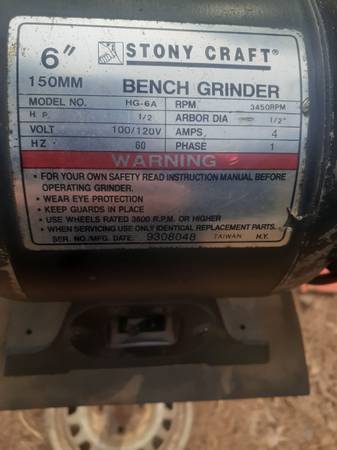 6" STONY CRAFT®
150MM BENCH GRINDER
MODEL NO. HG-6A RPM 3450RPM
H.P. 1/2 ARBOR DIA 1/2"
VOLT 100/120V AMPS. 4
HZ 60 PHASE 1
WARNING
• FOR YOUR OWN SAFETY READ INSTRUCTION MANUAL BEFORE
OPERATING GRINDER.
• WEAR EYE PROTECTION
• KEEP GUARDS IN PLACE
• USE WHEELS RATED 3600 R.P.M. OR HIGHER
• WHEN SERVICING USE ONLY IDENTICAL REPLACEMENT PARTS.
SER. NO./MFG. DATE: 9308048 TAIWAN H.Y.